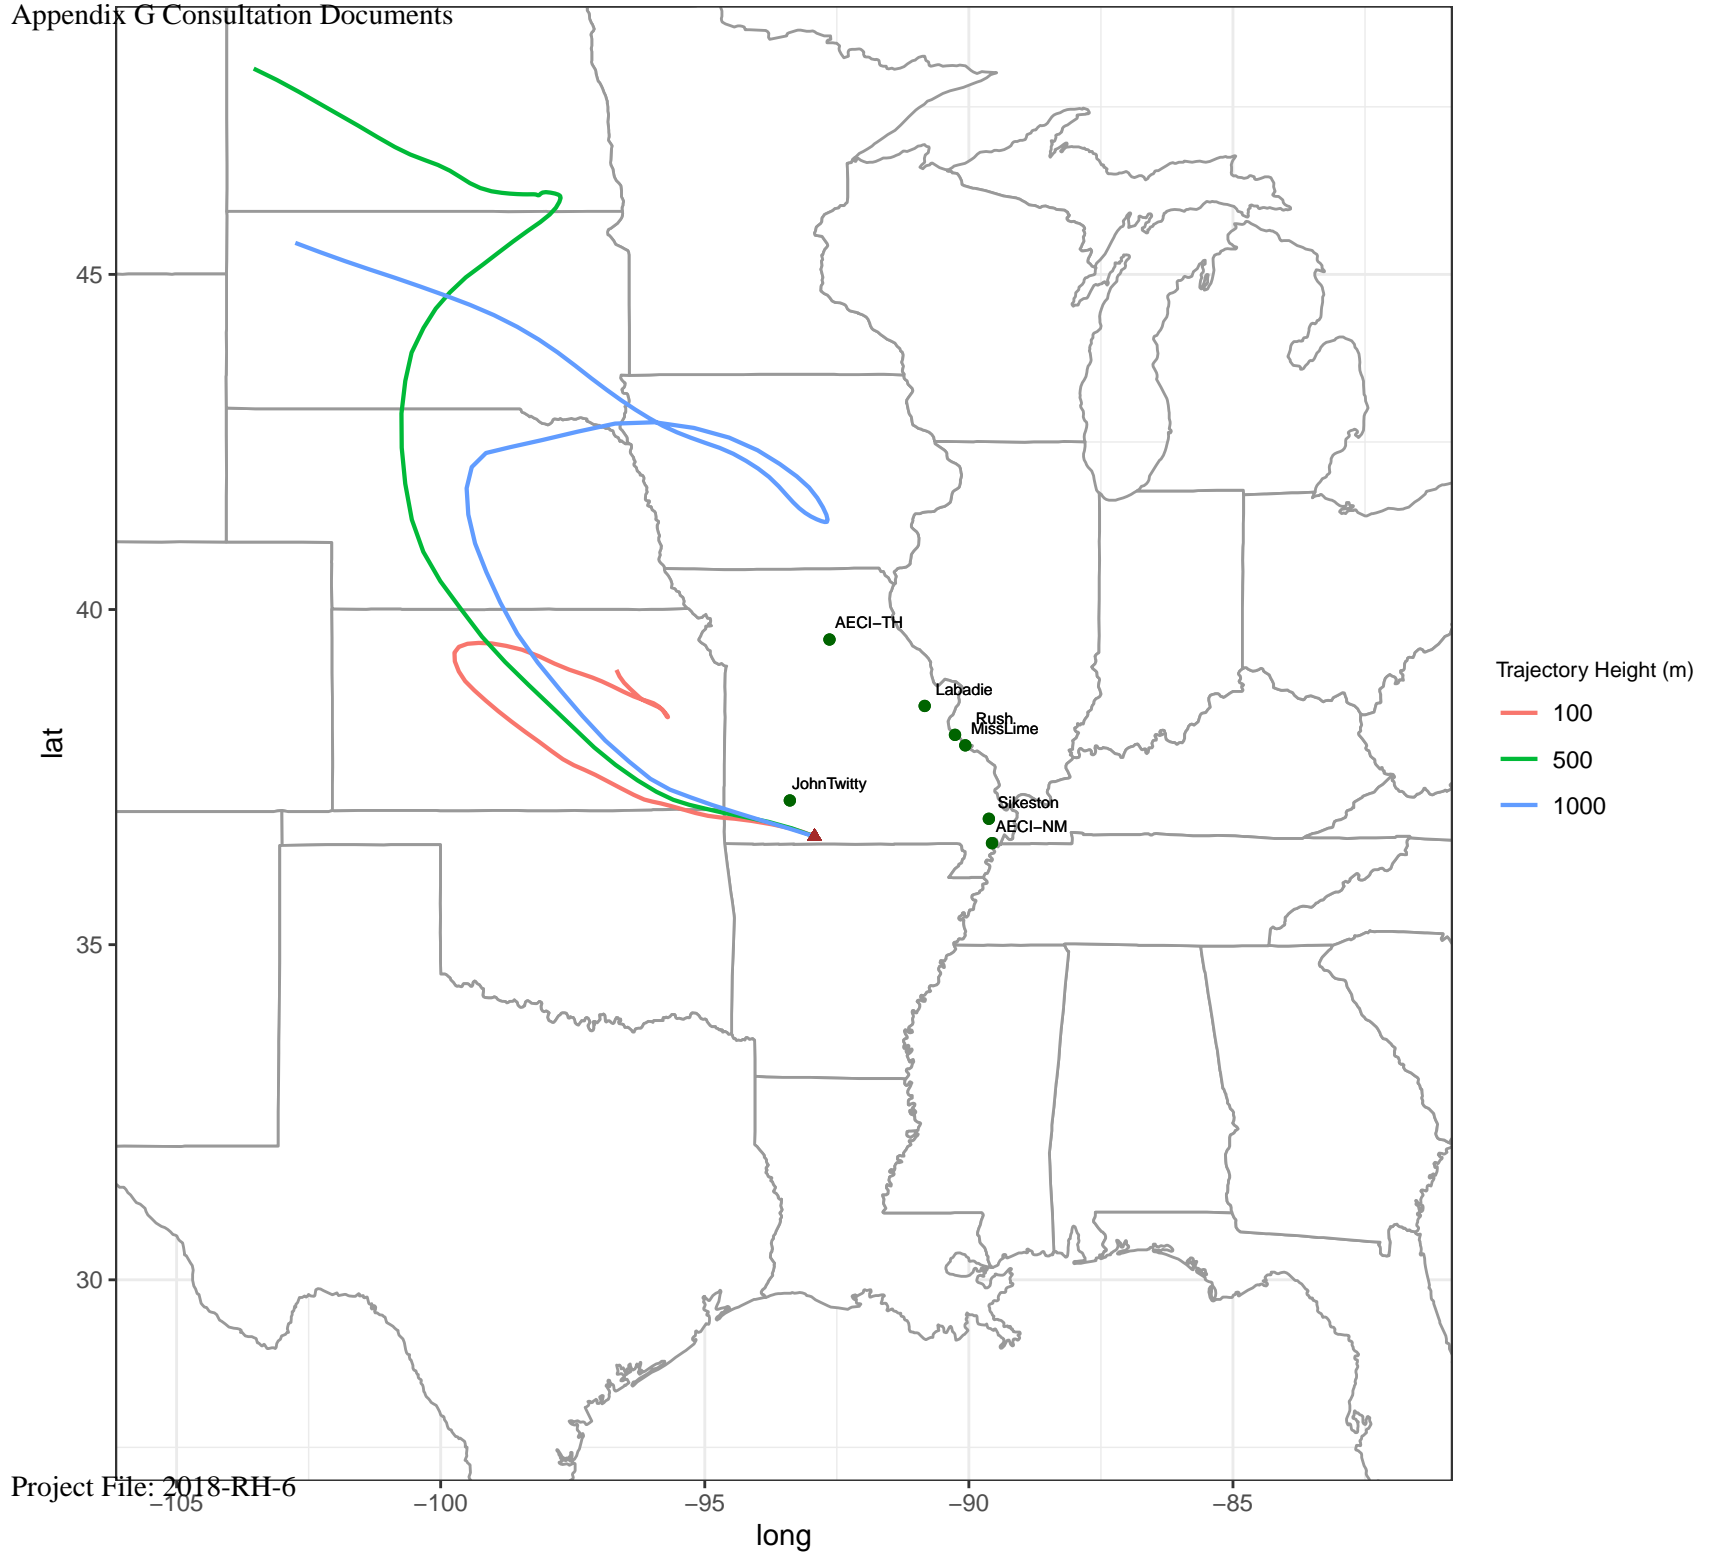 Appendix G Consultation Documents
45
40
35
30
lat
AECI−TH
Labadie
Rush
MissLime
JohnTwitty
Sikeston
AECI−NM
Trajectory Height (m)
100
500
1000
Project File: 2018-RH-6
−105
−100
−95
−90
−85
long